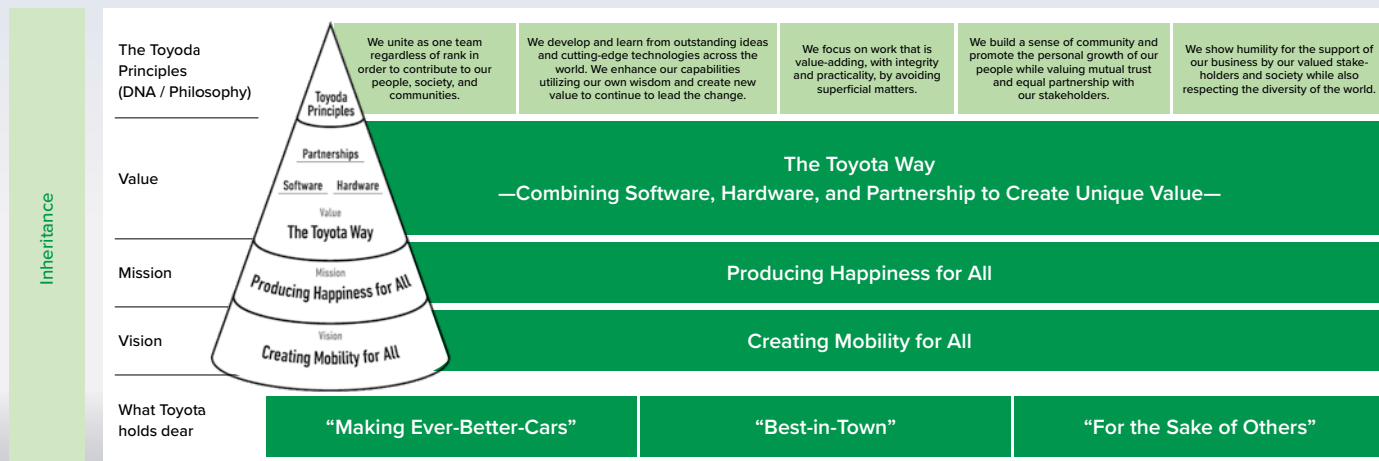 Inheritance
The Toyoda
Principles
(DNA / Philosophy)
Toyoda
Principles
We unite as one team
regardless of rank in
order to contribute to our
people, society, and
communities.
We develop and learn from outstanding ideas
and cutting-edge technologies across the
world. We enhance our capabilities
utilizing our own wisdom and create new
value to continue to lead the change.
We focus on work that is
value-adding, with integrity
and practicality, by avoiding
superficial matters.
We build a sense of community and
promote the personal growth of our
people while valuing mutual trust
and equal partnership with
our stakeholders.
We show humility for the support of
our business by our valued stake-
holders and society while also
respecting the diversity of the world.
Value
Partnerships
Software Hardware
Value
The Toyota Way
The Toyota Way
—Combining Software, Hardware, and Partnership to Create Unique Value—
Mission
Mission
Producing Happiness for All
Producing Happiness for All
Vision
Vision
Creating Mobility for All
Creating Mobility for All
What Toyota
holds dear
“Making Ever-Better-Cars”
“Best-in-Town”
“For the Sake of Others”